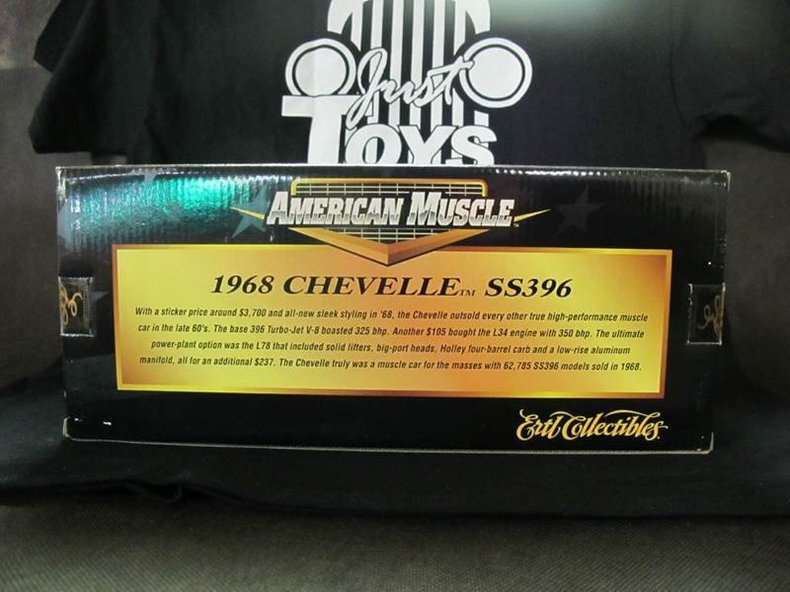 Just
TOYS
AMERICAN MUSCLE™
1968 CHEVELLE™ SS396
With a sticker price around $3,700 and all-new sleek styling in '68, the Chevelle outsold every other true high-performance muscle
car in the late 60's. The base 396 Turbo-Jet V-8 boasted 325 bhp. Another $105 bought the L34 engine with 350 bhp. The ultimate
power-plant option was the L78 that included solid lifters, big-port heads, Holley four-barrel carb and a low-rise aluminum
manifold, all for an additional $237. The Chevelle truly was a muscle car for the masses with 62,785 SS396 models sold in 1968.
Ertl Collectibles